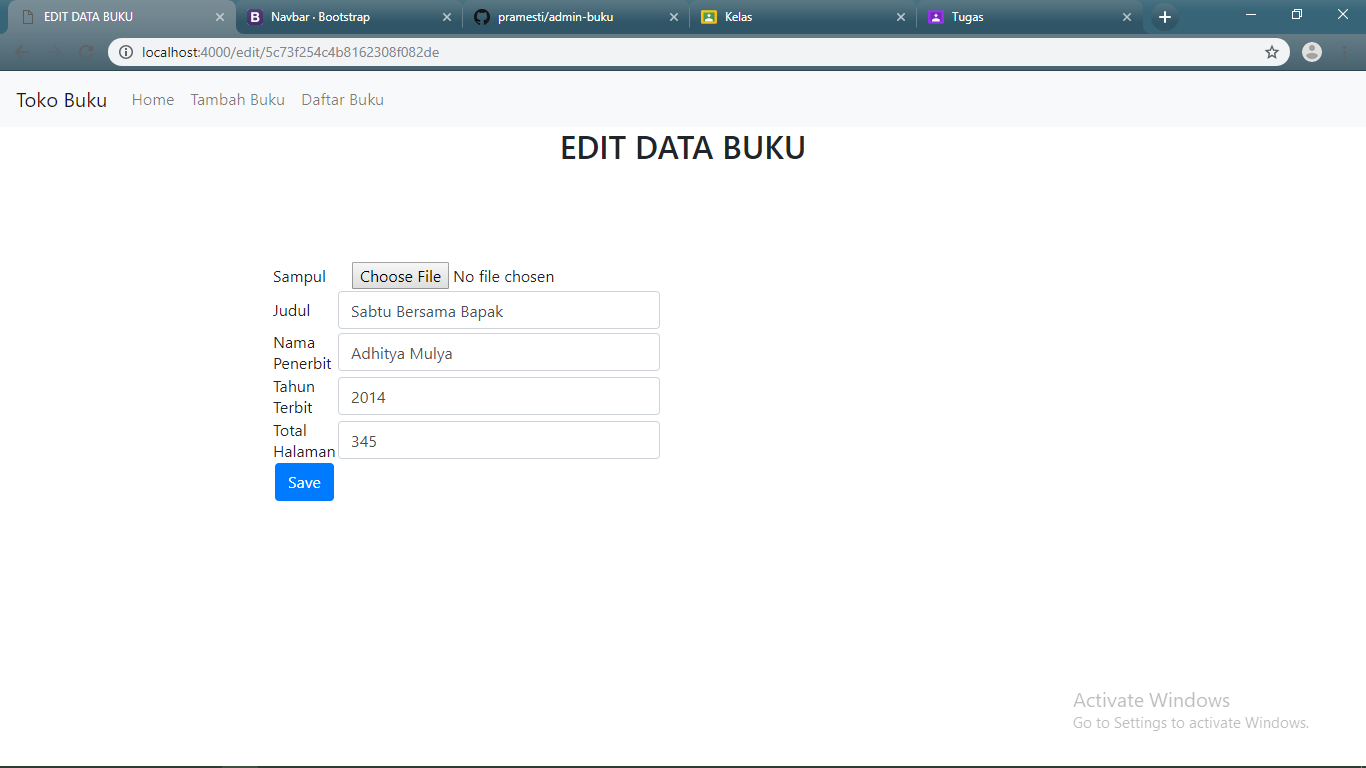 EDIT DATA BUKU
Navbar · Bootstrap
pramesti/admin-buku
Kelas
Tugas
localhost:4000/edit/5c73f254c4b8162308f082de
Toko Buku Home Tambah Buku Daftar Buku
EDIT DATA BUKU
Sampul Choose File No file chosen
Judul Sabtu Bersama Bapak
Nama
Penerbit Adhitya Mulya
Tahun
Terbit 2014
Total
Halaman 345
Save
Activate Windows
Go to Settings to activate Windows.